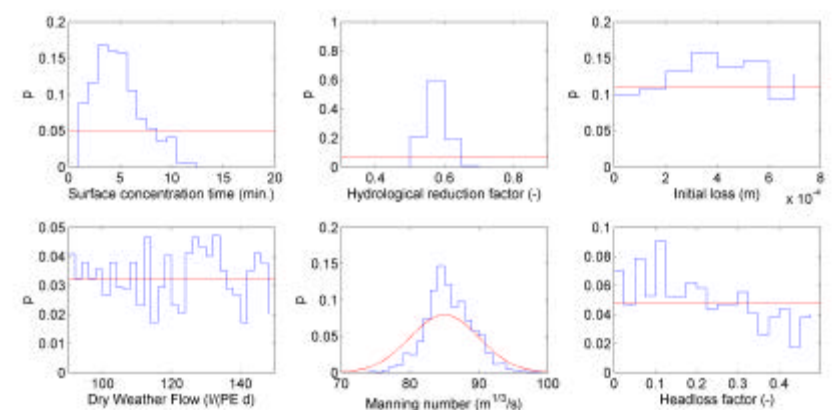 0.2
0.15
0.1
0.05
0
p
0 5 10 15 20
Surface concentration time (min.)
1
0.8
0.6
0.4
0.2
0
p
0.4 0.6 0.8
Hydrological reduction factor (-)
0.2
0.15
0.1
0.05
0
p
0 2 4 6 8
Initial loss (m)
x 10⁻⁴
0.05
0.04
0.03
0.02
0.01
0
p
100 120 140
Dry Weather Flow (l/(PE d)
0.2
0.15
0.1
0.05
0
p
70 80 90 100
Manning number (m^1/3/s)
0.1
0.08
0.06
0.04
0.02
0
p
0 0.1 0.2 0.3 0.4
Headloss factor (-)